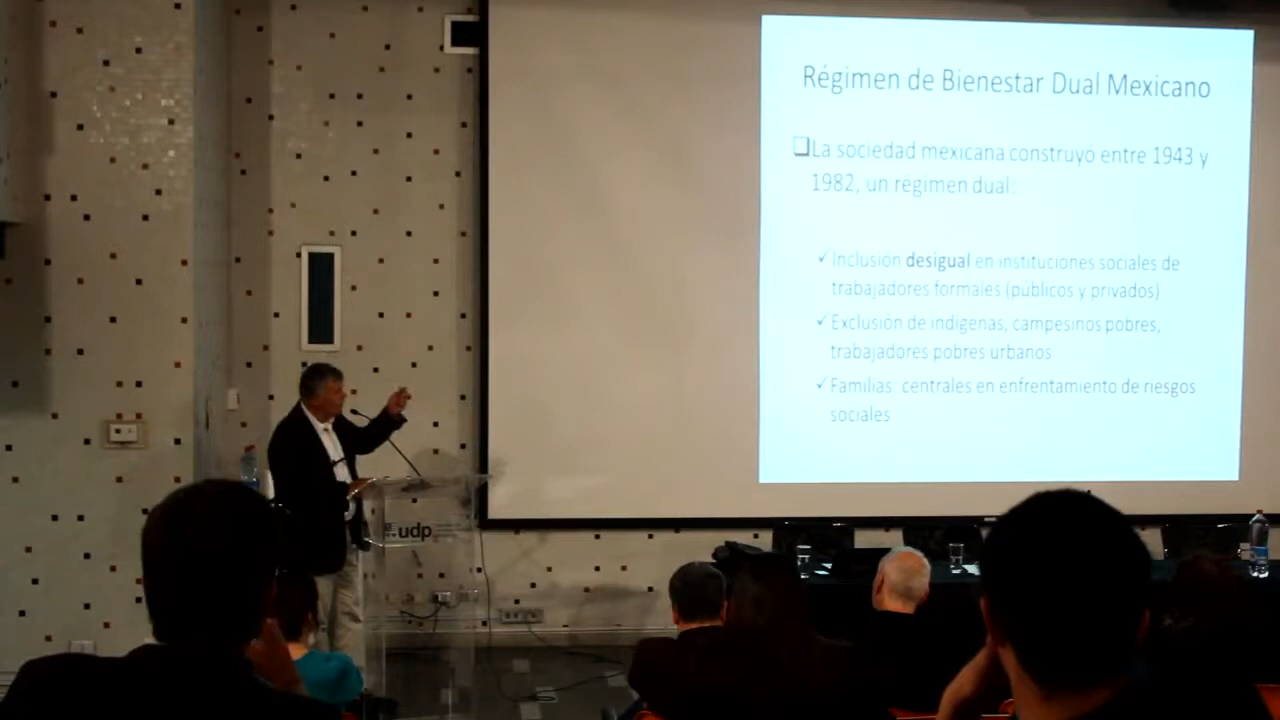 Régimen de Bienestar Dual Mexicano
La sociedad mexicana construyó entre 1943 y
1982, un régimen dual:
✓Inclusión desigual en instituciones sociales de
trabajadores formales (públicos y privados)
✓Exclusión de indígenas, campesinos pobres,
trabajadores pobres urbanos
✓Familias: centrales en enfrentamiento de riesgos
sociales
udp